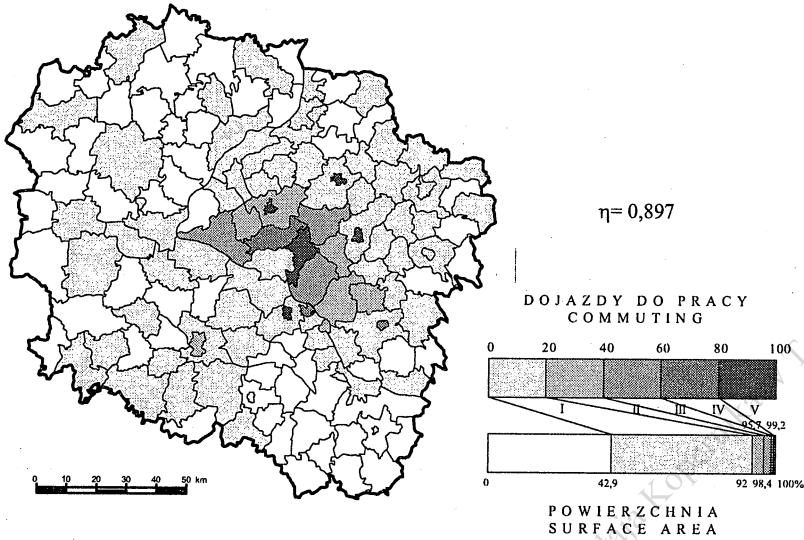 η= 0,897
DOJAZDY DO PRACY
COMMUTING
0 20 40 60 80 100
I II III IV V
95,7 99,2
0 42,9 92 98,4 100%
POWIERZCHNIA
SURFACE AREA
0 10 20 30 40 50 km